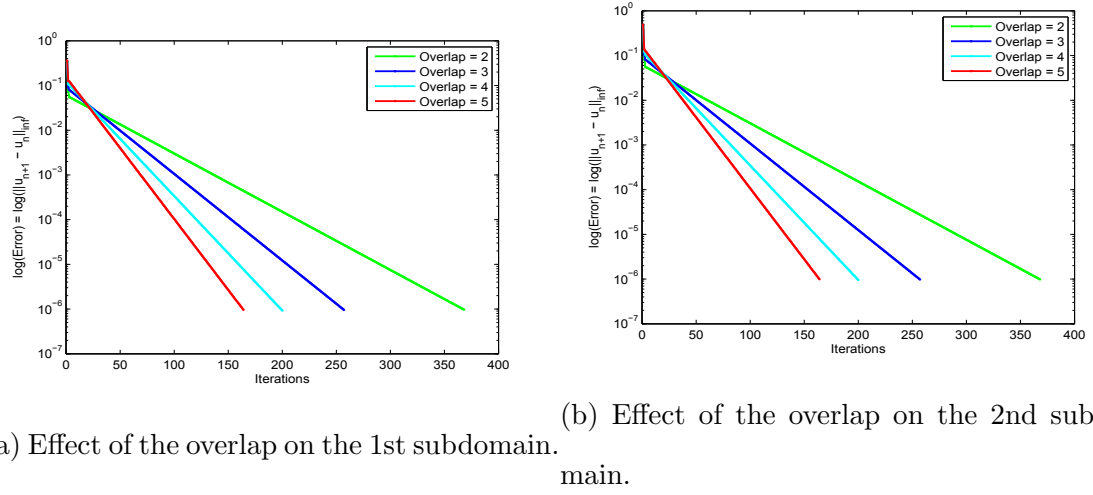 10^0
10^-1
10^-2
10^-3
10^-4
10^-5
10^-6
10^-7
log(Error) = log(||u_{n+1} − u_n||_{inf})
0 50 100 150 200 250 300 350 400
Iterations
Overlap = 2
Overlap = 3
Overlap = 4
Overlap = 5
a) Effect of the overlap on the 1st subdomain.
10^0
10^-1
10^-2
10^-3
10^-4
10^-5
10^-6
10^-7
log(Error) = log(||u_{n+1} − u_n||_{inf})
0 50 100 150 200 250 300 350 400
Iterations
Overlap = 2
Overlap = 3
Overlap = 4
Overlap = 5
(b) Effect of the overlap on the 2nd sub
main.